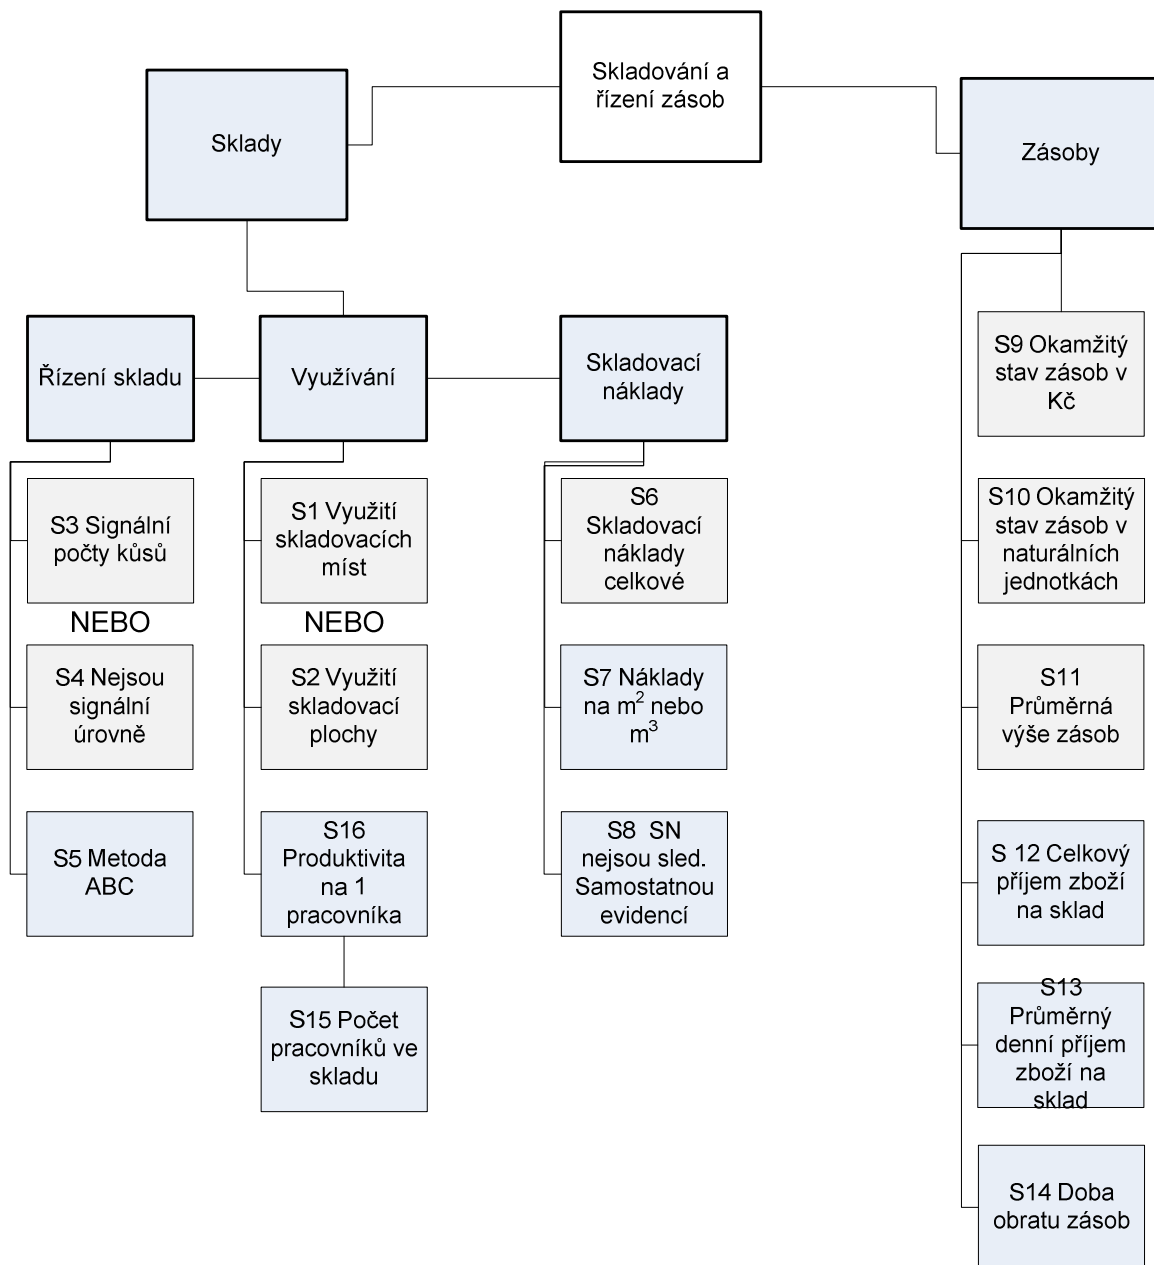 Skladování a
řízení zásob
Sklady
Zásoby
Řízení skladu
Využívání
Skladovací
náklady
S3 Signální
počty kůsů
NEBO
S4 Nejsou
signální
úrovně
S5 Metoda
ABC
S1 Využití
skladovacích
míst
NEBO
S2 Využití
skladovací
plochy
S16
Produktivita
na 1
pracovníka
S15 Počet
pracovníků ve
skladu
S6
Skladovací
náklady
celkové
S7 Náklady
na m² nebo
m³
S8 SN
nejsou sled.
Samostatnou
evidencí
S9 Okamžitý
stav zásob v
Kč
S10 Okamžitý
stav zásob v
naturálních
jednotkách
S11
Průměrná
výše zásob
S 12 Celkový
příjem zboží
na sklad
S13
Průměrný
denní příjem
zboží na
sklad
S14 Doba
obratu zásob